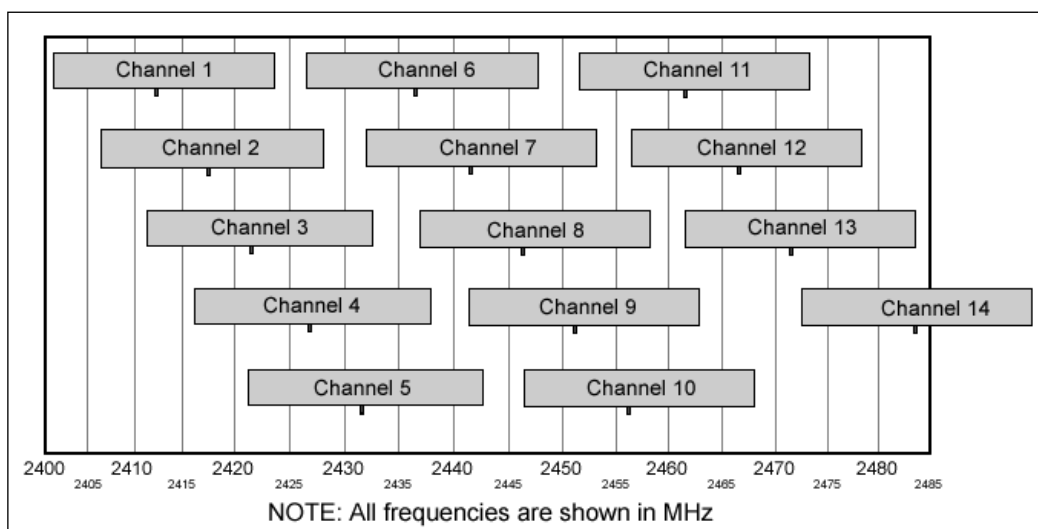 Channel 1 Channel 6 Channel 11
Channel 2 Channel 7 Channel 12
Channel 3 Channel 8 Channel 13
Channel 4 Channel 9 Channel 14
Channel 5 Channel 10
2400 2410 2420 2430 2440 2450 2460 2470 2480
2405 2415 2425 2435 2445 2455 2465 2475 2485
NOTE: All frequencies are shown in MHz